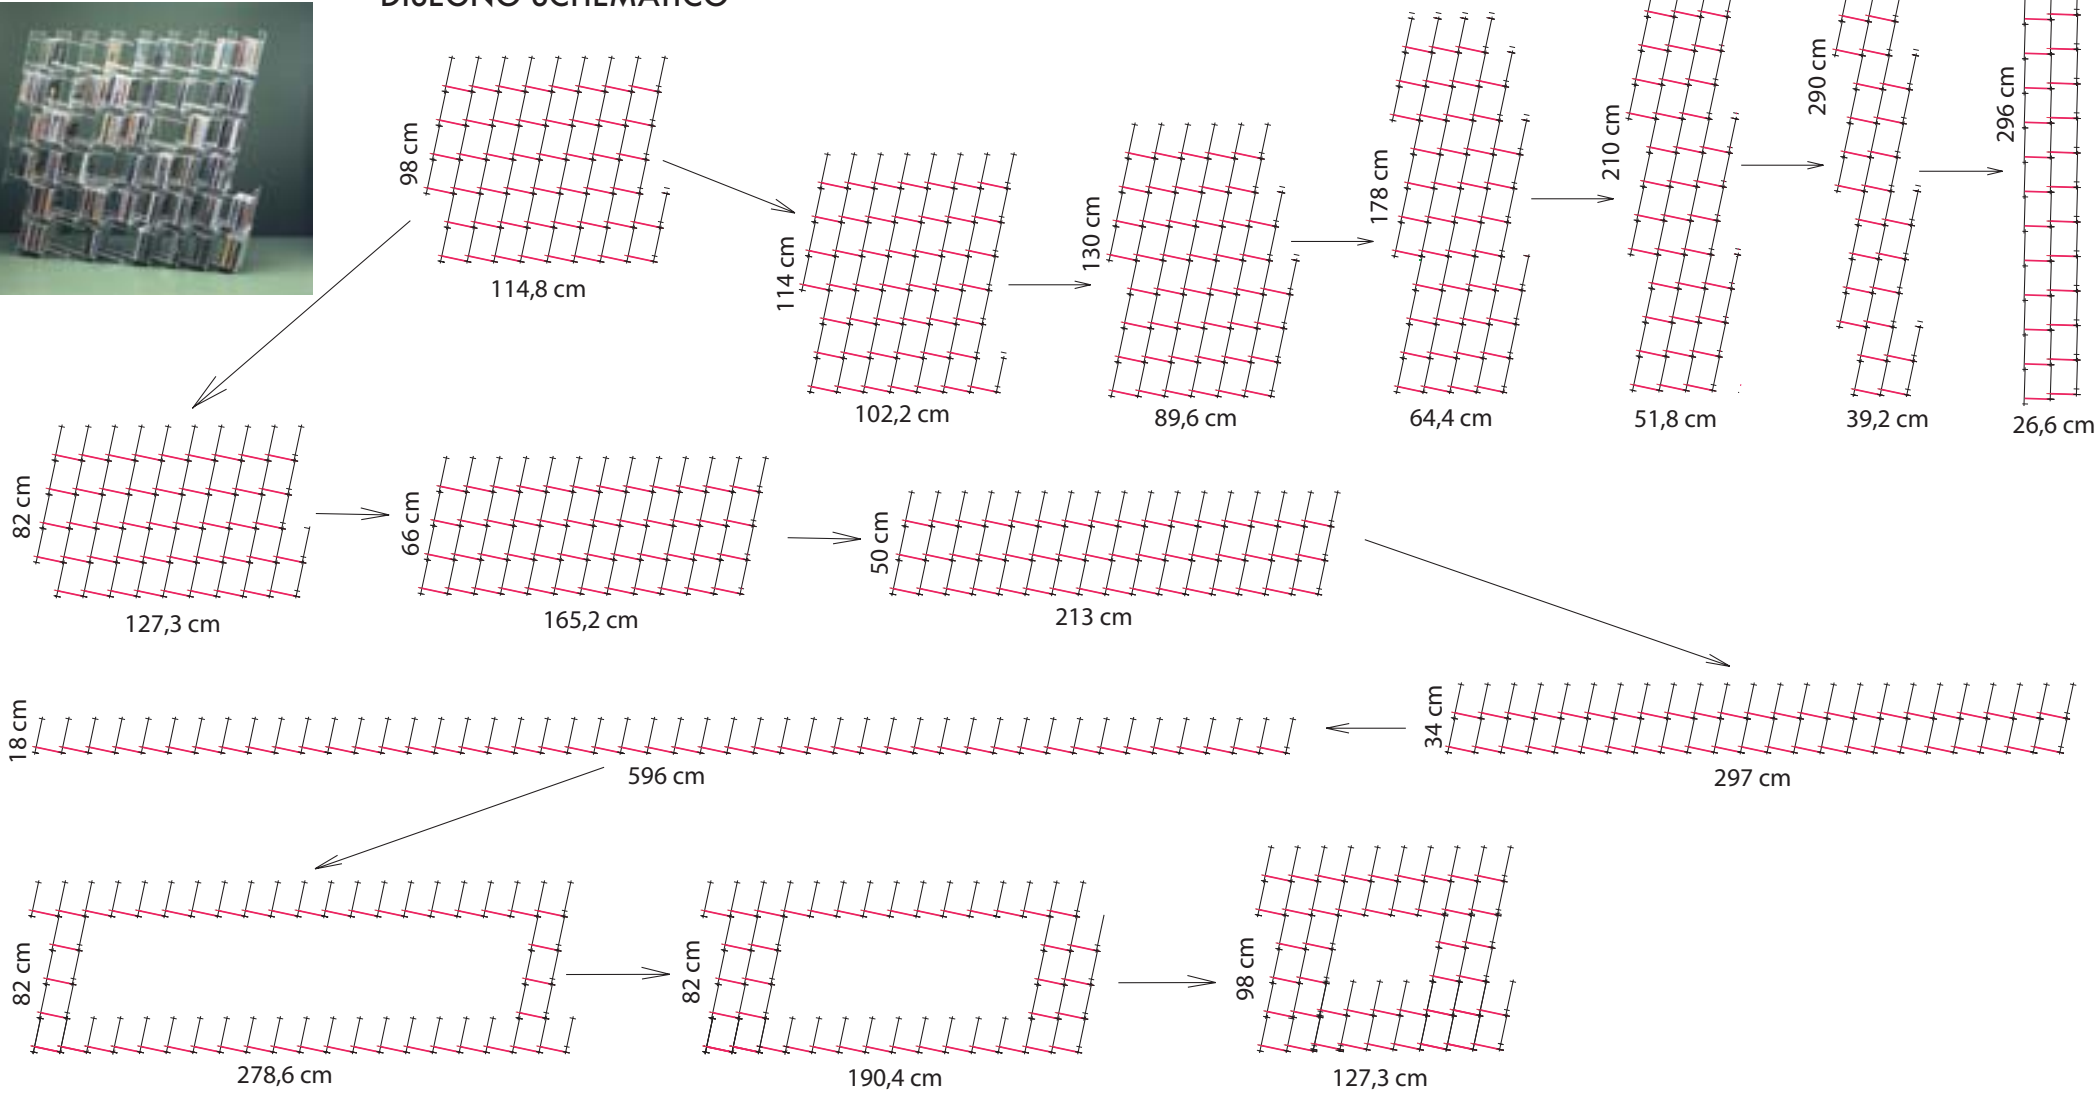 DISEGNO SCHEMATICO
98 cm
114,8 cm
114 cm
102,2 cm
130 cm
89,6 cm
178 cm
64,4 cm
210 cm
51,8 cm
290 cm
39,2 cm
296 cm
26,6 cm
82 cm
127,3 cm
66 cm
165,2 cm
50 cm
213 cm
18 cm
596 cm
34 cm
297 cm
82 cm
278,6 cm
82 cm
190,4 cm
98 cm
127,3 cm